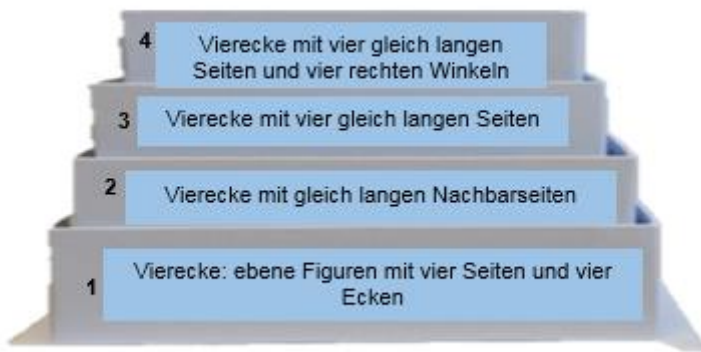 4 Vierecke mit vier gleich langen
Seiten und vier rechten Winkeln
3 Vierecke mit vier gleich langen Seiten
2 Vierecke mit gleich langen Nachbarseiten
1 Vierecke: ebene Figuren mit vier Seiten und vier
Ecken